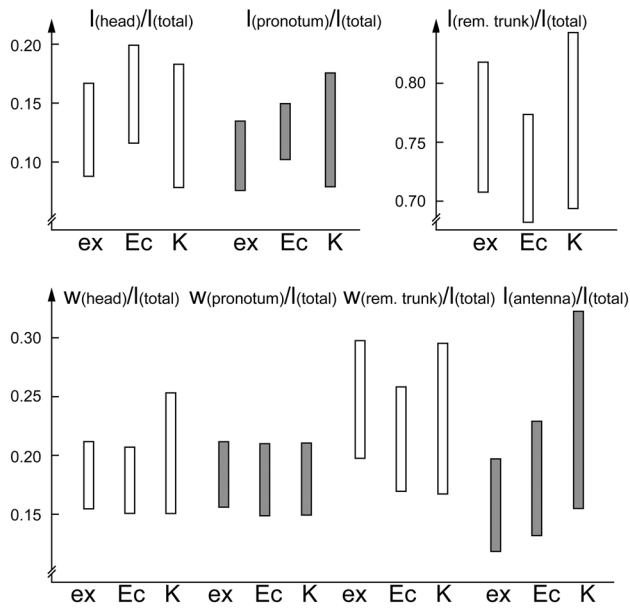 l(head)/l(total) l(pronotum)/l(total) l(rem. trunk)/l(total)
0.20
0.15
0.10
0.80
0.75
0.70
ex Ec K ex Ec K ex Ec K
w(head)/l(total) w(pronotum)/l(total) w(rem. trunk)/l(total) l(antenna)/l(total)
0.30
0.25
0.20
0.15
ex Ec K ex Ec K ex Ec K ex Ec K